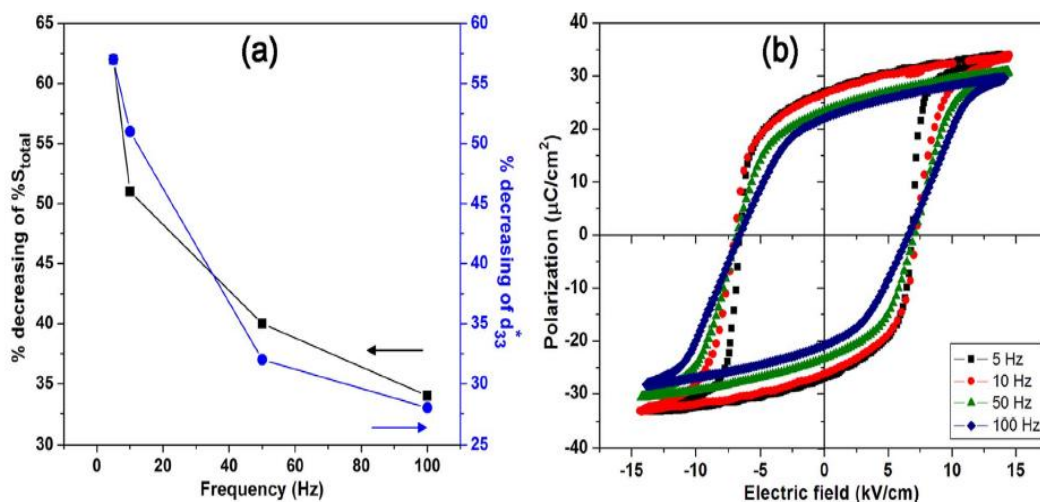 (a)
65
60
55
50
45
40
35
30
% decreasing of %S_total
0 20 40 60 80 100
Frequency (Hz)
60
55
50
45
40
35
30
25
% decreasing of d*33
(b)
40
30
20
10
0
-10
-20
-30
-40
Polarization (μC/cm²)
-15 -10 -5 0 5 10 15
Electric field (kV/cm)
5 Hz
10 Hz
50 Hz
100 Hz